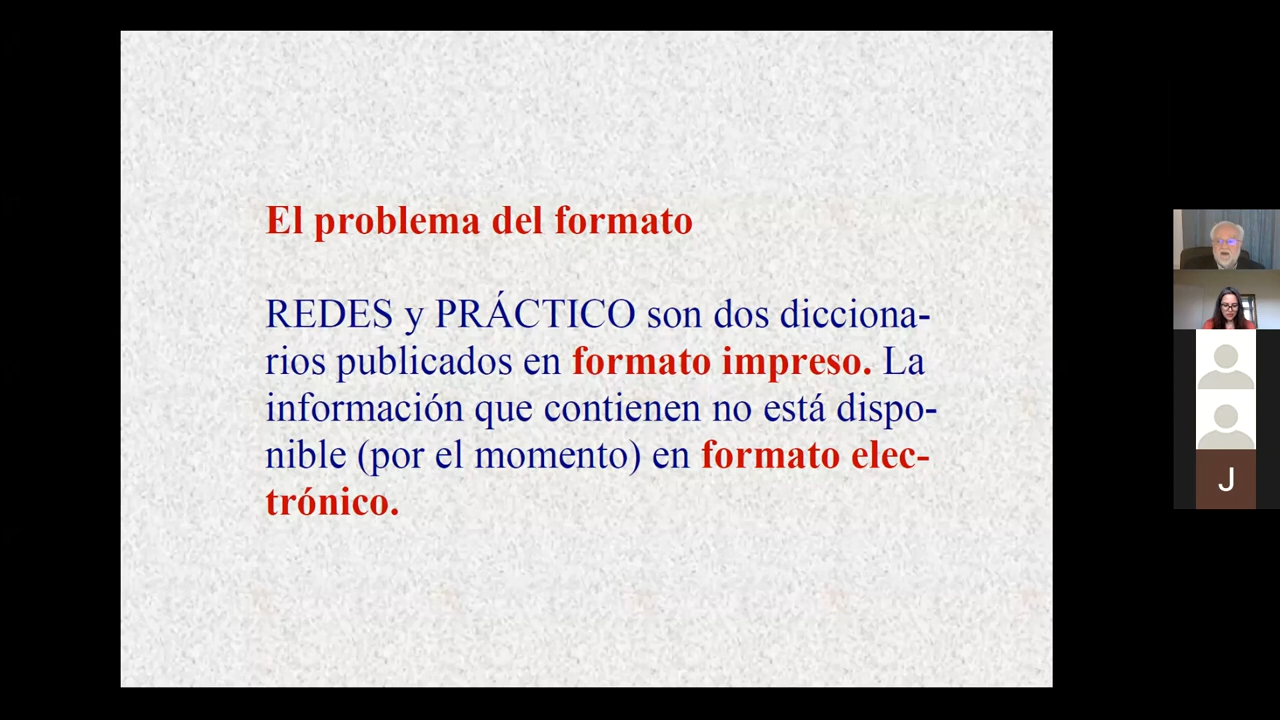 El problema del formato
REDES y PRÁCTICO son dos dicciona-
rios publicados en formato impreso. La
información que contienen no está dispo-
nible (por el momento) en formato elec-
trónico.
J